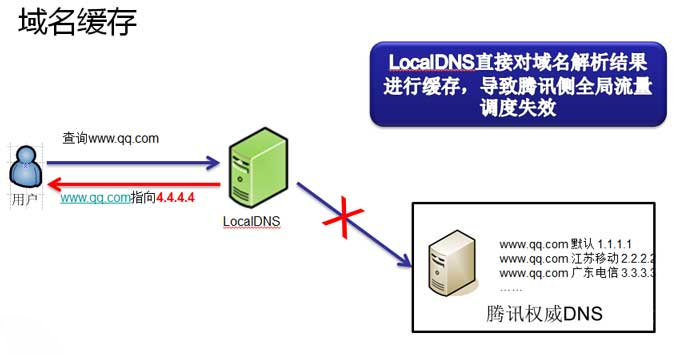 域名缓存
LocalDNS直接对域名解析结果
进行缓存，导致腾讯侧全局流量
调度失效
查询www.qq.com
用户
www.qq.com指向4.4.4.4
LocalDNS
www.qq.com 默认 1.1.1.1
www.qq.com 江苏移动 2.2.2.2
www.qq.com 广东电信 3.3.3.3
……
腾讯权威DNS